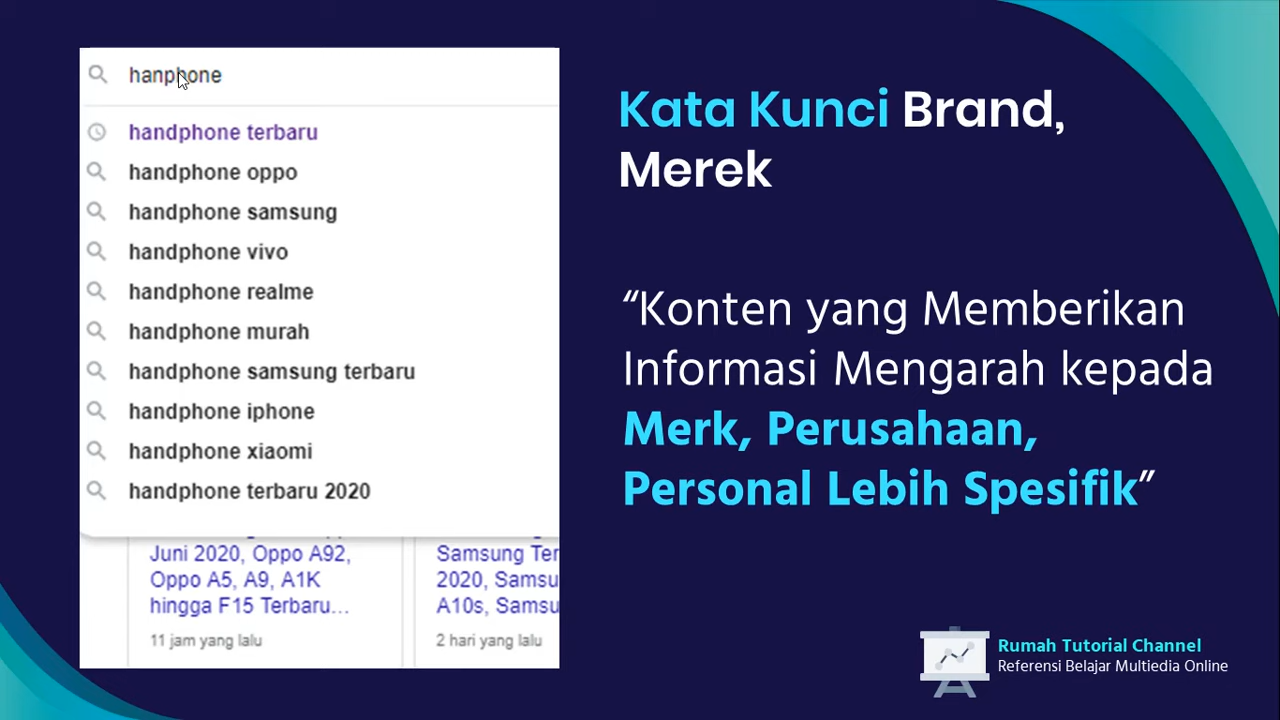 hanphone
handphone terbaru
handphone oppo
handphone samsung
handphone vivo
handphone realme
handphone murah
handphone samsung terbaru
handphone iphone
handphone xiaomi
handphone terbaru 2020
Juni 2020, Oppo A92,
Oppo A5, A9, A1K
hingga F15 Terbaru...
11 jam yang lalu
Samsung Ter
2020, Samsu
A10s, Samsu
2 hari yang lalu
Kata Kunci Brand,
Merek
“Konten yang Memberikan
Informasi Mengarah kepada
Merk, Perusahaan,
Personal Lebih Spesifik”
Rumah Tutorial Channel
Referensi Belajar Multiedia Online